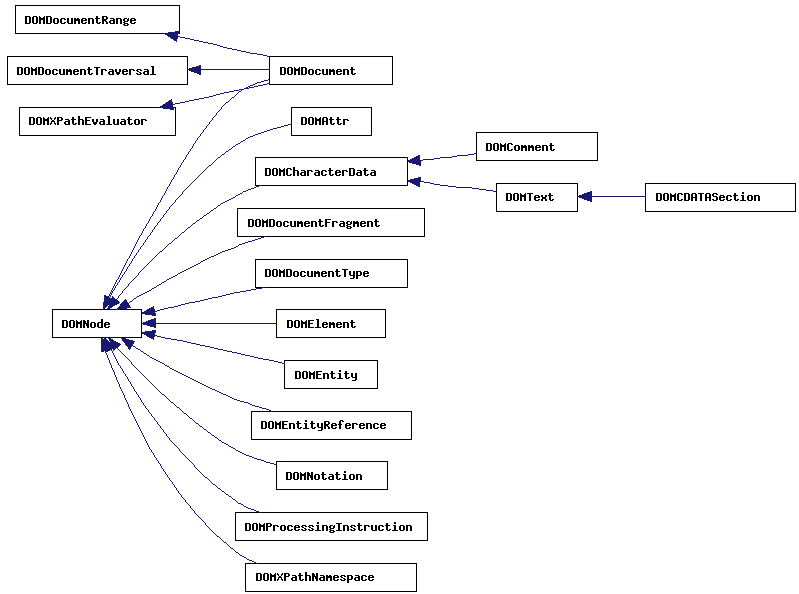 DOMDocumentRange
DOMDocumentTraversal
DOMDocument
DOMXPathEvaluator
DOMAttr
DOMComment
DOMCharacterData
DOMText
DOMCDATASection
DOMDocumentFragment
DOMDocumentType
DOMNode
DOMElement
DOMEntity
DOMEntityReference
DOMNotation
DOMProcessingInstruction
DOMXPathNamespace